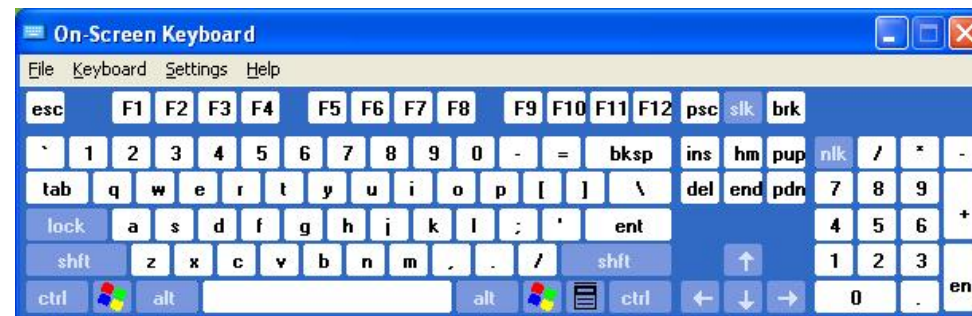 On-Screen Keyboard
File Keyboard Settings Help
esc F1 F2 F3 F4 F5 F6 F7 F8 F9 F10 F11 F12 psc slk brk
` 1 2 3 4 5 6 7 8 9 0 - = bksp ins hm pup nlk / * -
tab q w e r t y u i o p [ ] \ del end pdn 7 8 9 +
lock a s d f g h j k l ; ' ent 4 5 6
shft z x c v b n m , . / shft ↑ 1 2 3 en
ctrl alt alt ctrl ← ↓ → 0 .